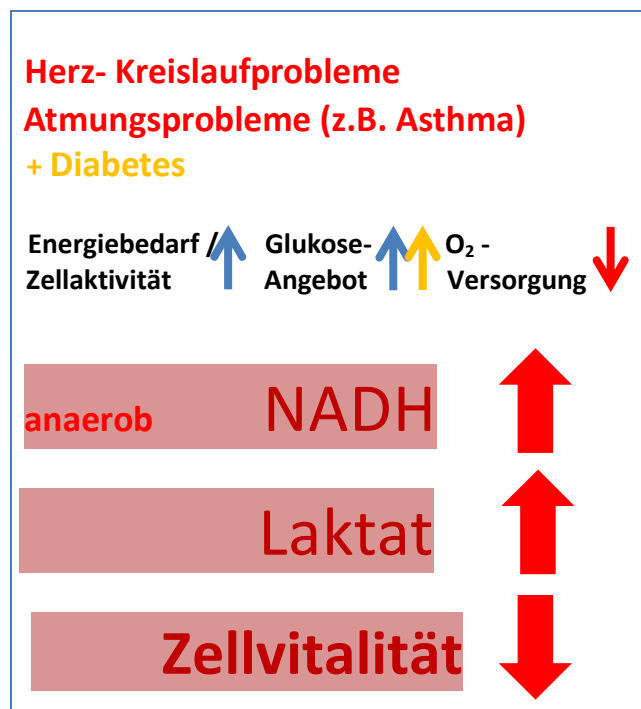 Herz- Kreislaufprobleme
Atmungsprobleme (z.B. Asthma)
+ Diabetes
Energiebedarf / Glukose- O₂ -
Zellaktivität Angebot Versorgung
anaerob NADH
Laktat
Zellvitalität